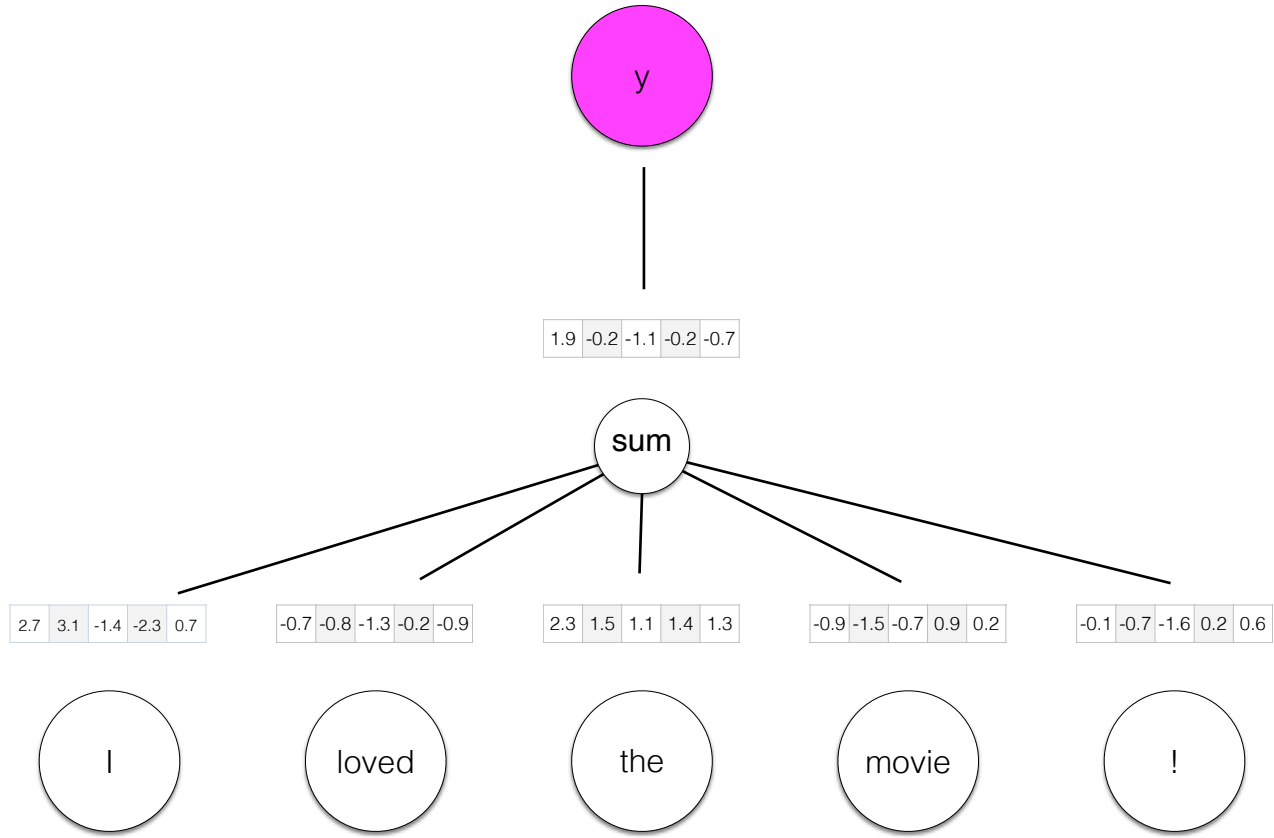 y
1.9 -0.2 -1.1 -0.2 -0.7
sum
2.7 3.1 -1.4 -2.3 0.7
-0.7 -0.8 -1.3 -0.2 -0.9
2.3 1.5 1.1 1.4 1.3
-0.9 -1.5 -0.7 0.9 0.2
-0.1 -0.7 -1.6 0.2 0.6
I
loved
the
movie
!